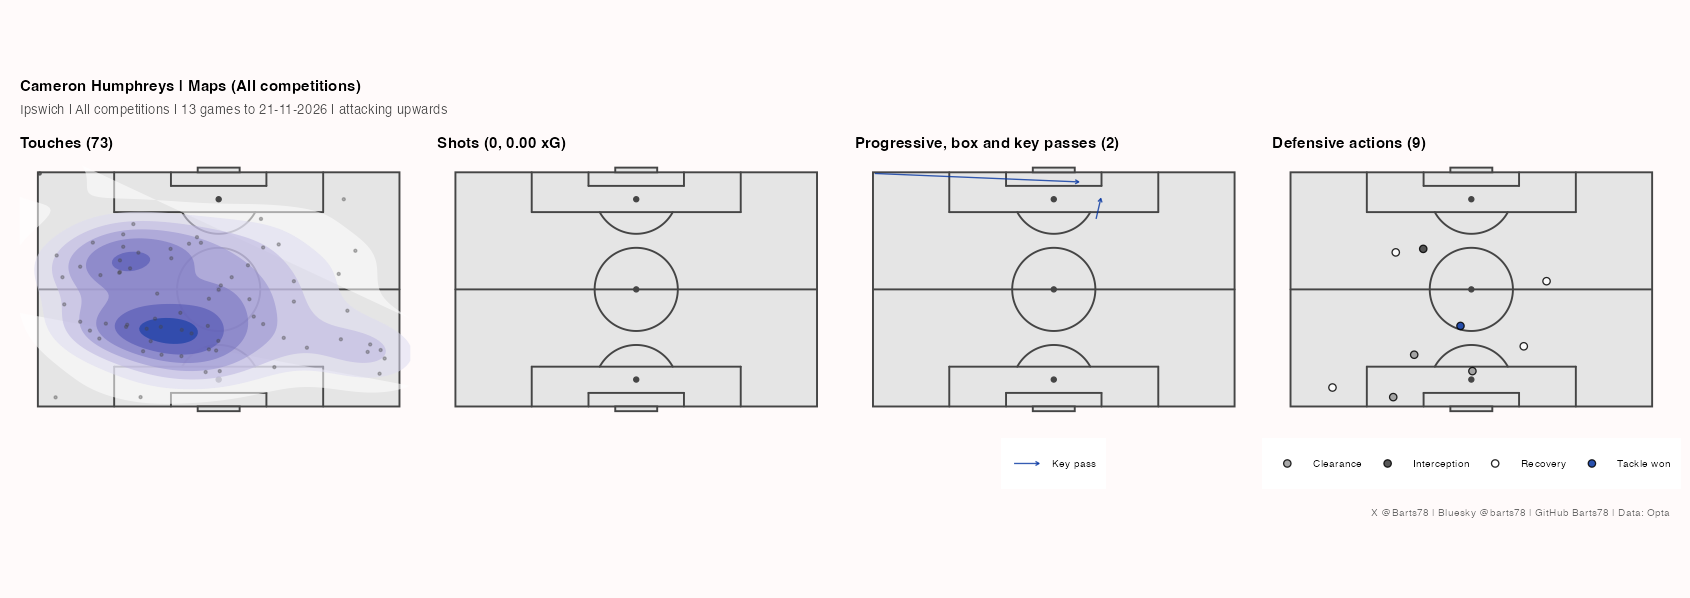 Cameron Humphreys | Maps (All competitions)
Ipswich | All competitions | 13 games to 21-11-2026 | attacking upwards
Touches (73)
Shots (0, 0.00 xG)
Progressive, box and key passes (2)
Defensive actions (9)
Key pass
Clearance
Interception
Recovery
Tackle won
X @Barts78 | Bluesky @barts78 | GitHub Barts78 | Data: Opta